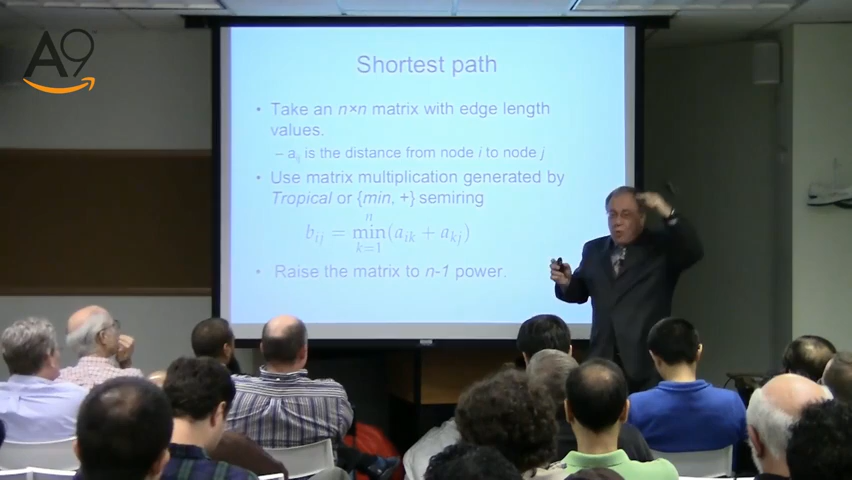 A9
Shortest path
• Take an n×n matrix with edge length
values.
– aij is the distance from node i to node j
• Use matrix multiplication generated by
Tropical or {min, +} semiring
bij = min(aik + akj)
n
k=1
• Raise the matrix to n-1 power.